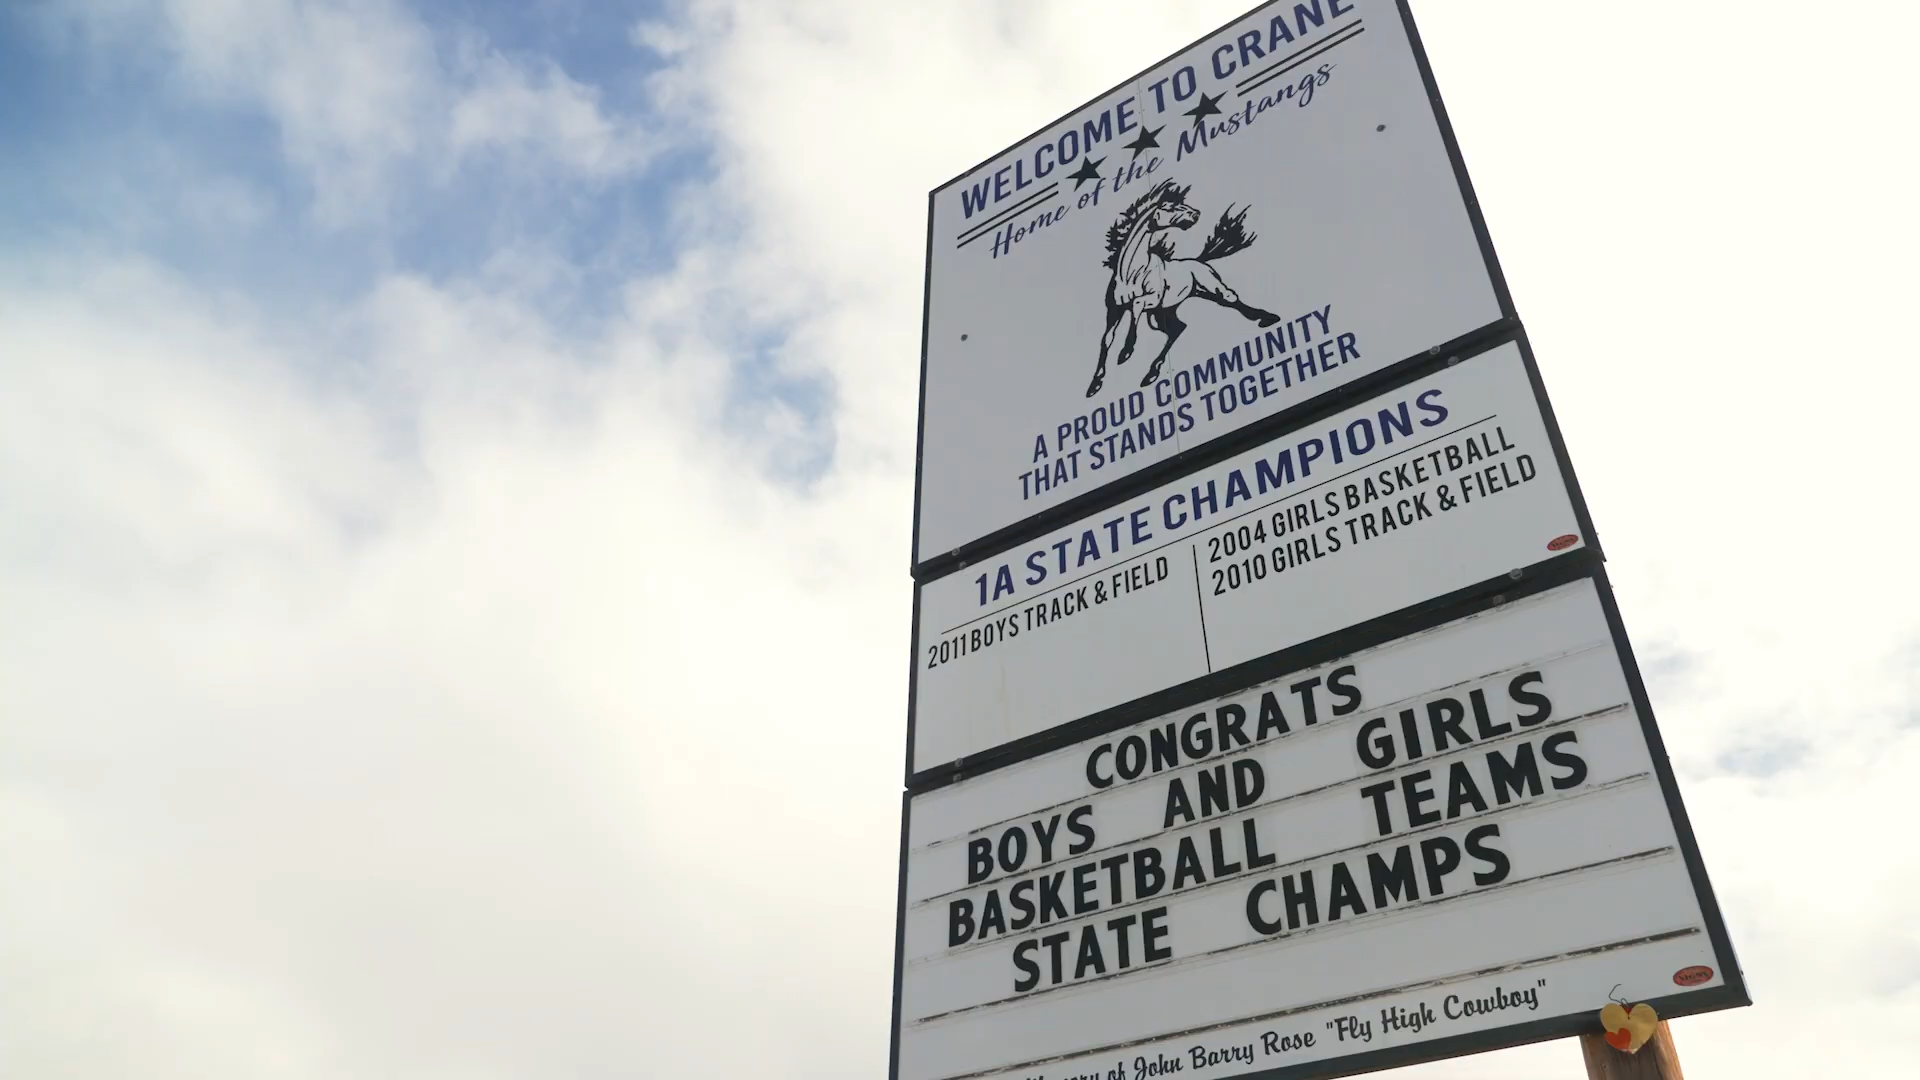 WELCOME TO CRANE
Home of the Mustangs
A PROUD COMMUNITY
THAT STANDS TOGETHER
1A STATE CHAMPIONS
2011 BOYS TRACK & FIELD
2004 GIRLS BASKETBALL
2010 GIRLS TRACK & FIELD
CONGRATS
BOYS AND GIRLS
BASKETBALL TEAMS
STATE CHAMPS
of John Barry Rose "Fly High Cowboy"